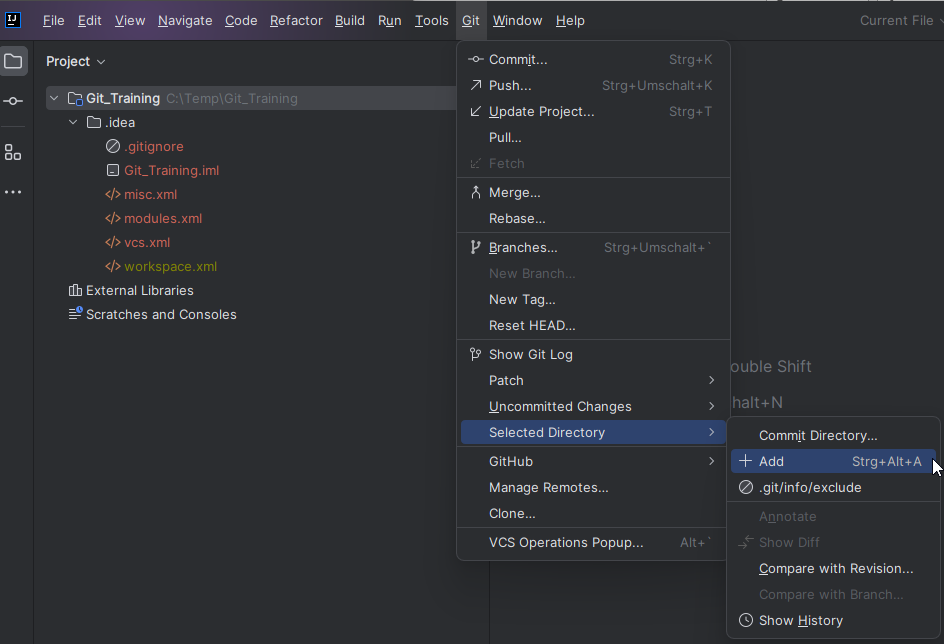 IJ File Edit View Navigate Code Refactor Build Run Tools Git Window Help Current File
Project
Git_Training C:\Temp\Git_Training
.idea
.gitignore
Git_Training.iml
misc.xml
modules.xml
vcs.xml
workspace.xml
External Libraries
Scratches and Consoles
Commit... Strg+K
Push... Strg+Umschalt+K
Update Project... Strg+T
Pull...
Fetch
Merge...
Rebase...
Branches... Strg+Umschalt+`
New Branch...
New Tag...
Reset HEAD...
Show Git Log
Patch
Uncommitted Changes
Selected Directory
GitHub
Manage Remotes...
Clone...
VCS Operations Popup... Alt+`
ouble Shift
halt+N
Commit Directory...
Add Strg+Alt+A
.git/info/exclude
Annotate
Show Diff
Compare with Revision...
Compare with Branch...
Show History